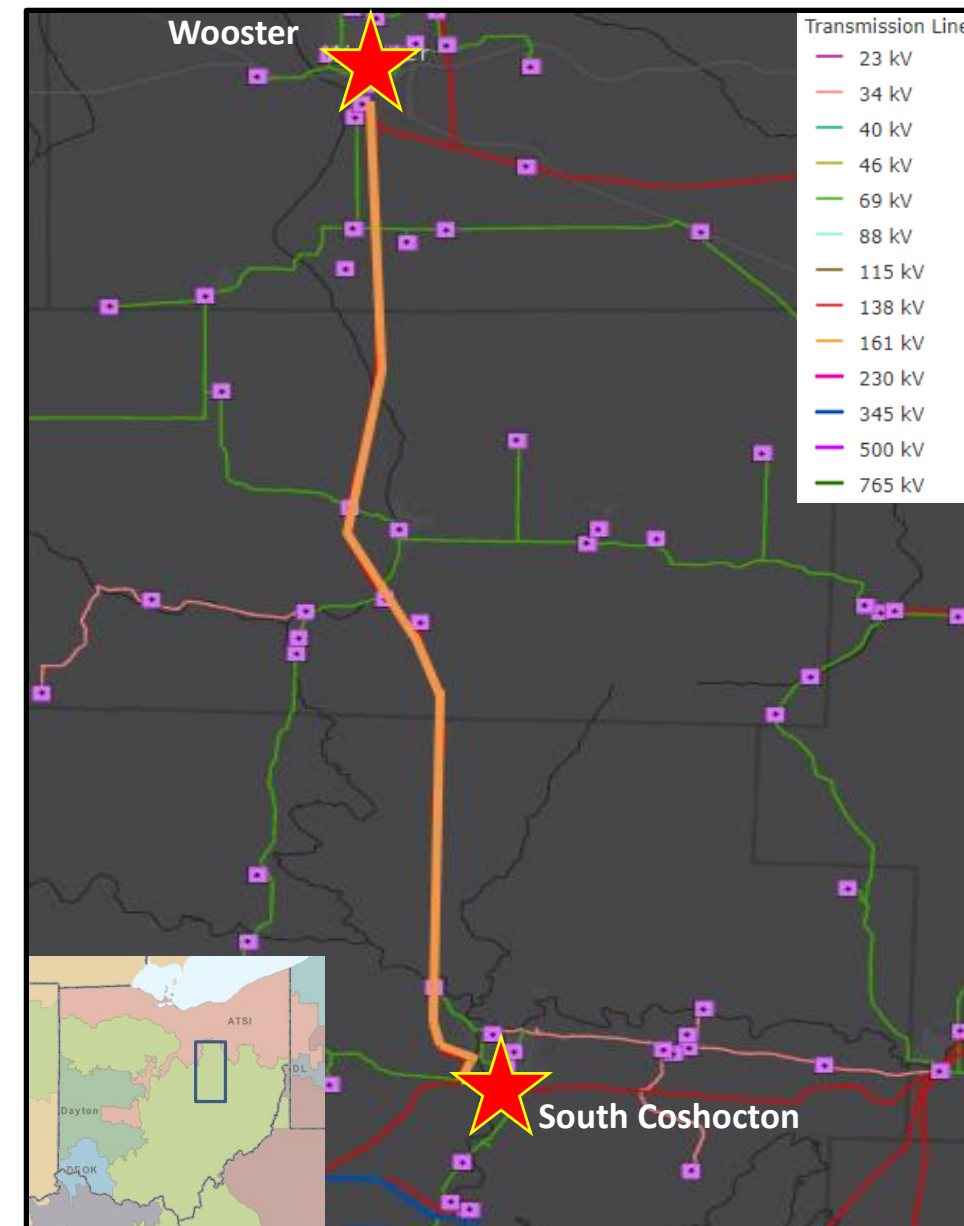 Wooster
Transmission Line
23 kV
34 kV
40 kV
46 kV
69 kV
88 kV
115 kV
138 kV
161 kV
230 kV
345 kV
500 kV
765 kV
South Coshocton
ATSI
DL
Dayton
DEOK